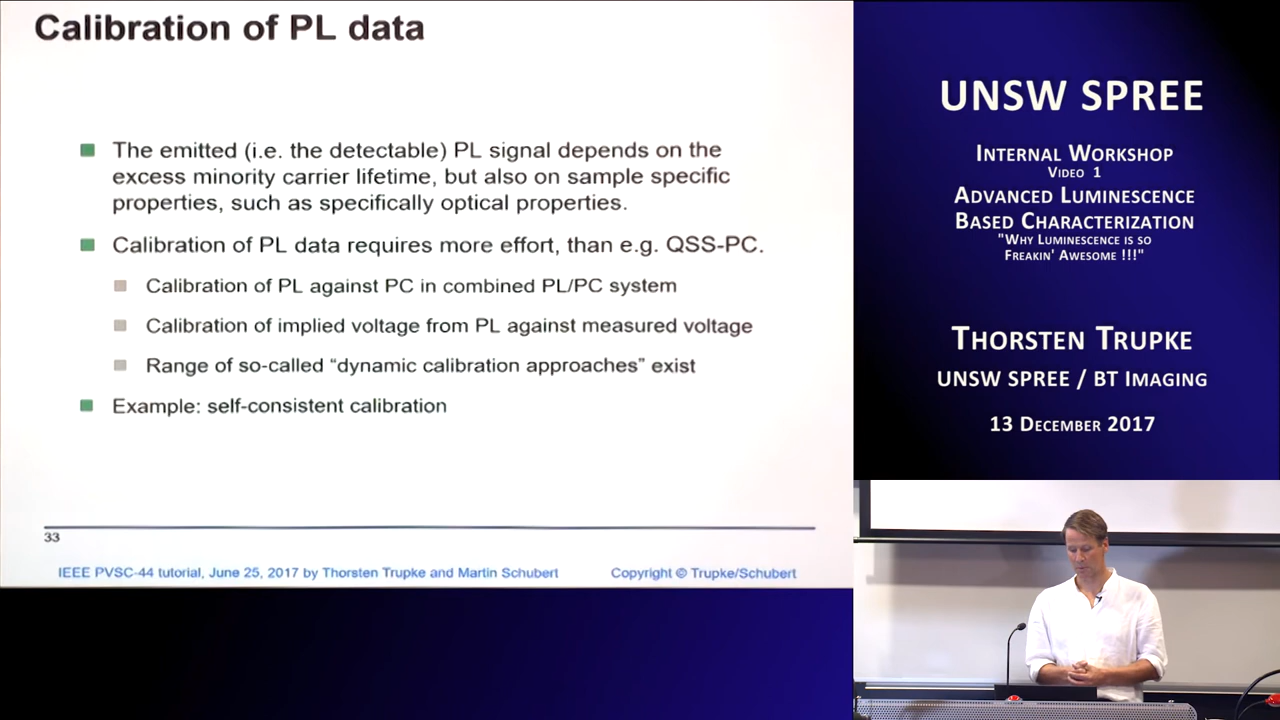 Calibration of PL data
The emitted (i.e. the detectable) PL signal depends on the
excess minority carrier lifetime, but also on sample specific
properties, such as specifically optical properties.
Calibration of PL data requires more effort, than e.g. QSS-PC.
Calibration of PL against PC in combined PL/PC system
Calibration of implied voltage from PL against measured voltage
Range of so-called “dynamic calibration approaches” exist
Example: self-consistent calibration
33
IEEE PVSC-44 tutorial, June 25, 2017 by Thorsten Trupke and Martin Schubert
Copyright © Trupke/Schubert
UNSW SPREE
Internal Workshop
Video 1
Advanced Luminescence
Based Characterization
"Why Luminescence is so
Freakin' Awesome !!!"
Thorsten Trupke
UNSW SPREE / BT Imaging
13 December 2017